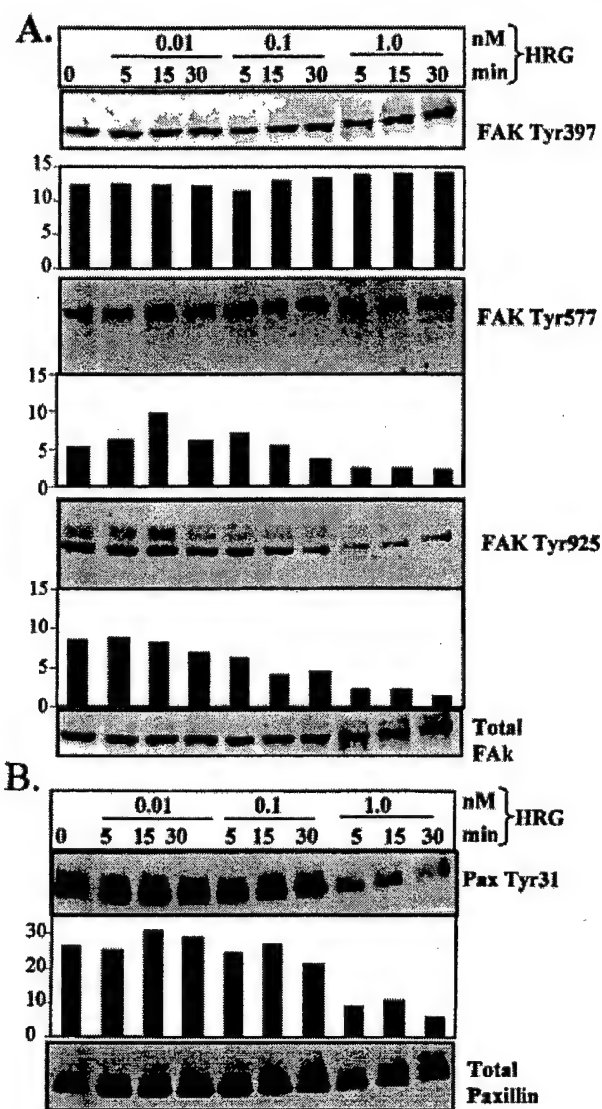 A.
0.01 0.1 1.0 nM
0 5 15 30 5 15 30 5 15 30 min } HRG
FAK Tyr397
15
10
5
0
FAK Tyr577
15
10
5
0
FAK Tyr925
15
10
5
0
Total
FAk
B.
0.01 0.1 1.0 nM
0 5 15 30 5 15 30 5 15 30 min } HRG
Pax Tyr31
30
20
10
0
Total
Paxillin